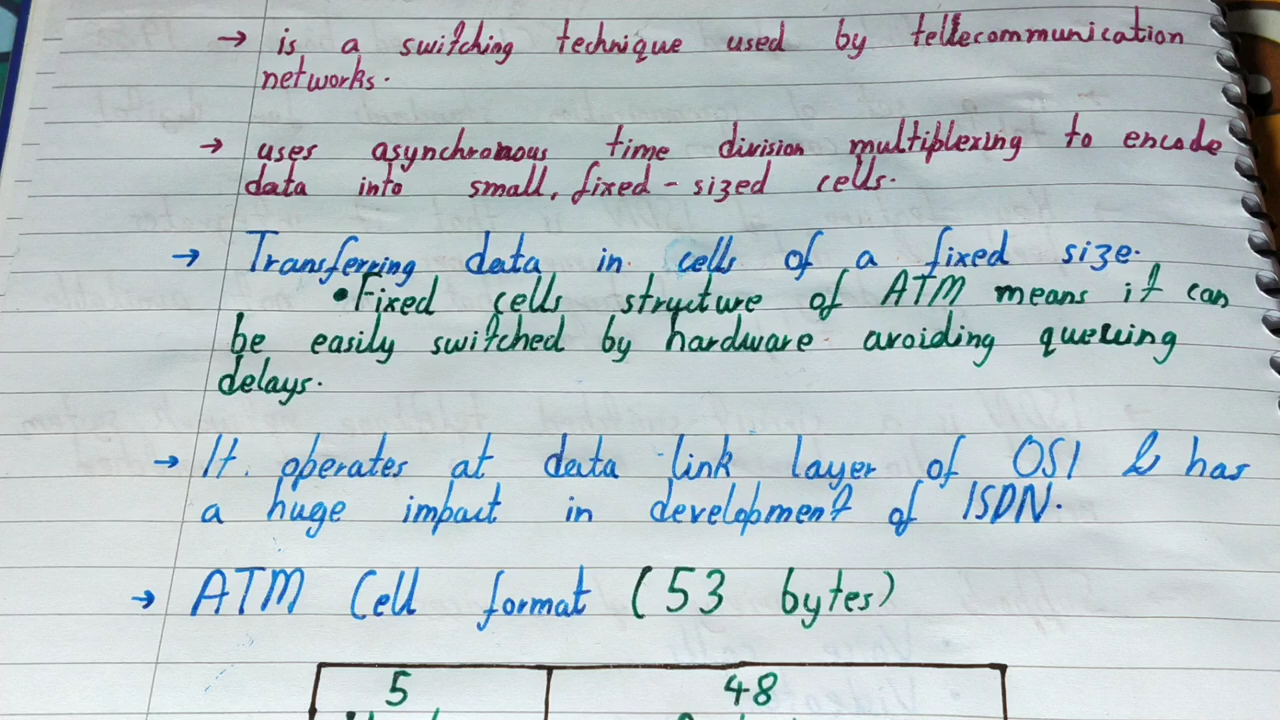 → is a switching technique used by tellecommunication
networks.
→ uses asynchronous time division multiplexing to encode
data into small, fixed-sized cells.
→ Transferring data in cells of a fixed size.
• Fixed cells structure of ATM means it can
be easily switched by hardware avoiding queuing
delays.
→ It operates at data link layer of OSI & has
a huge impact in development of ISDN.
→ ATM Cell format (53 bytes)
5 48